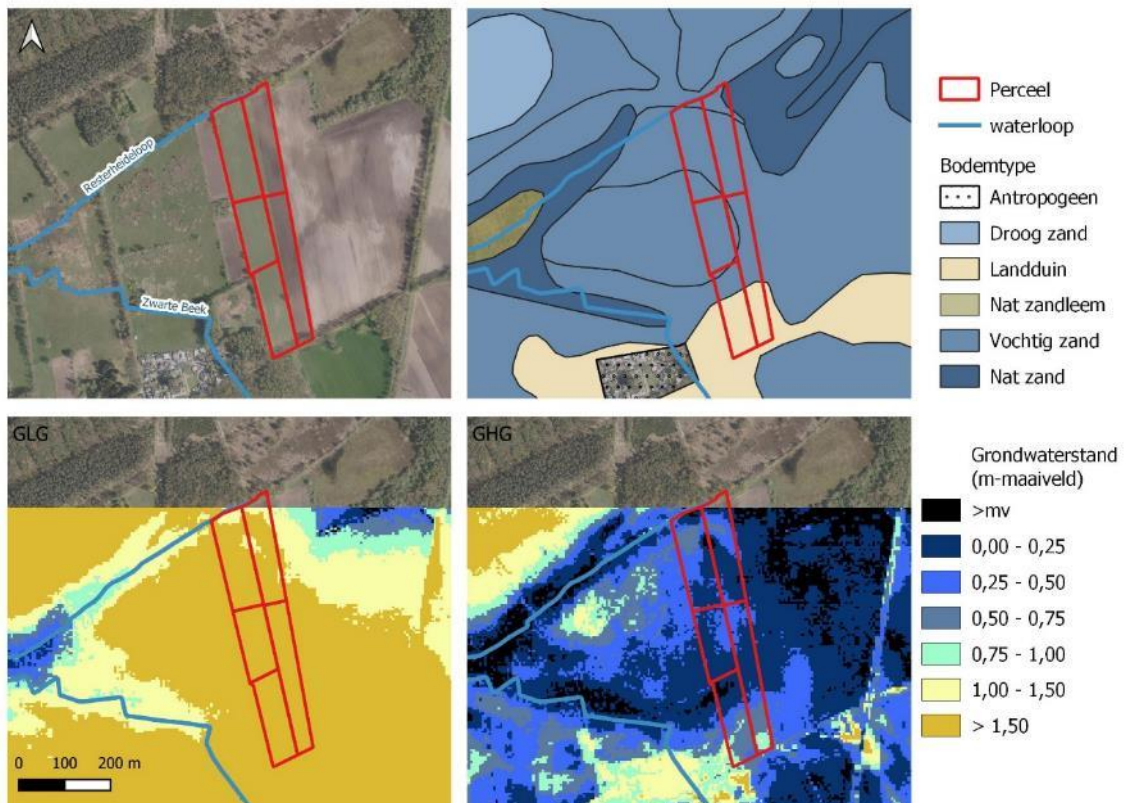 Resterheideloop
Zwarte Beek
Perceel
waterloop
Bodemtype
Antropogeen
Droog zand
Landduin
Nat zandleem
Vochtig zand
Nat zand
GLG
0 100 200 m
GHG
Grondwaterstand
(m-maaiveld)
>mv
0,00 - 0,25
0,25 - 0,50
0,50 - 0,75
0,75 - 1,00
1,00 - 1,50
> 1,50